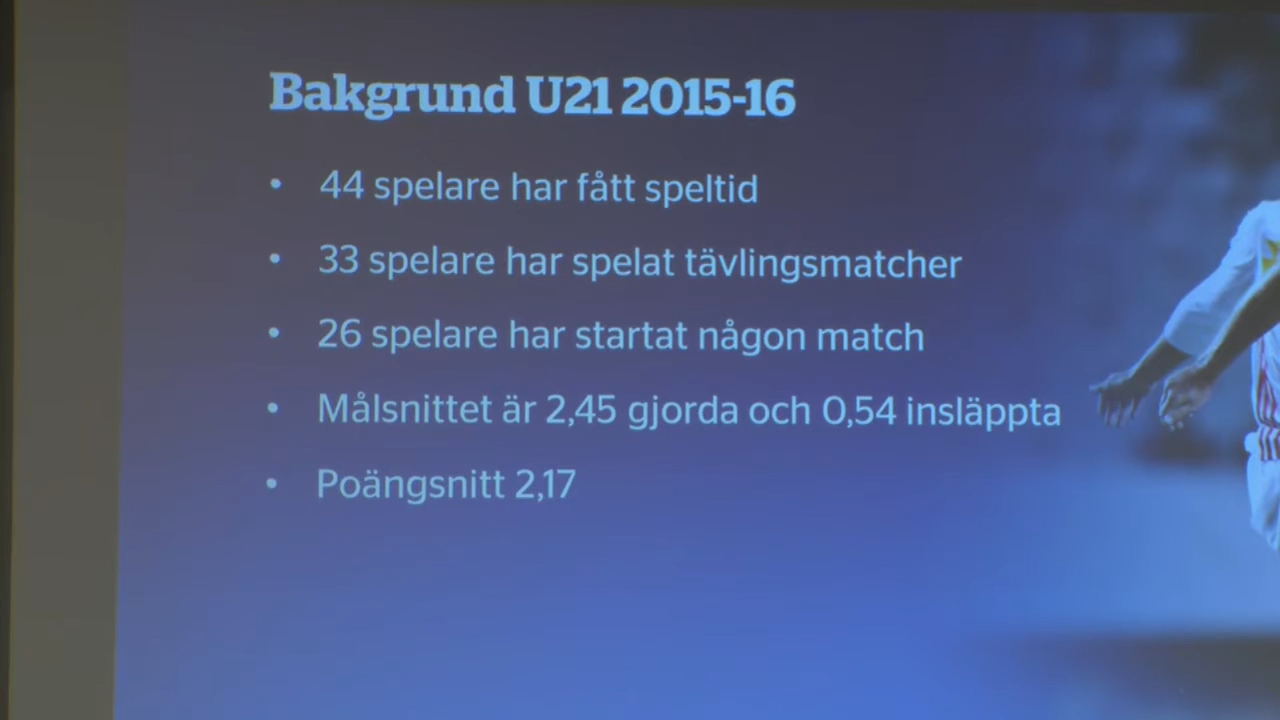 Bakgrund U21 2015-16
• 44 spelare har fått speltid
• 33 spelare har spelat tävlingsmatcher
• 26 spelare har startat någon match
• Målsnittet är 2,45 gjorda och 0,54 insläppta
• Poängsnitt 2,17